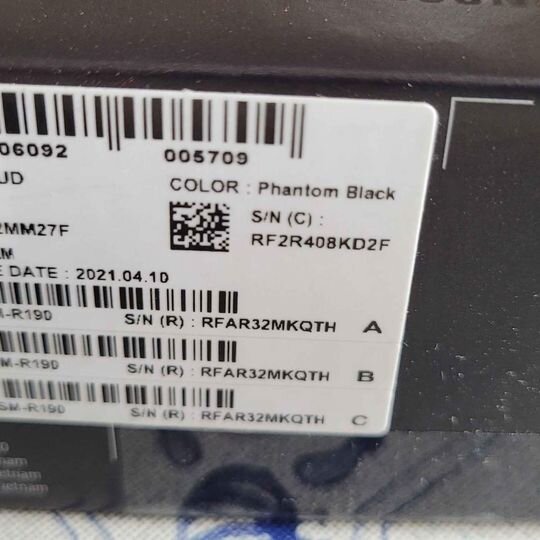 06092 005709
UD COLOR : Phantom Black
S/N (C) :
2MM27F RF2R408KD2F
E DATE : 2021.04.10
M-R190 S/N (R) : RFAR32MKQTH A
SM-R190 S/N (R) : RFAR32MKQTH B
SM-R190 S/N (R) : RFAR32MKQTH C